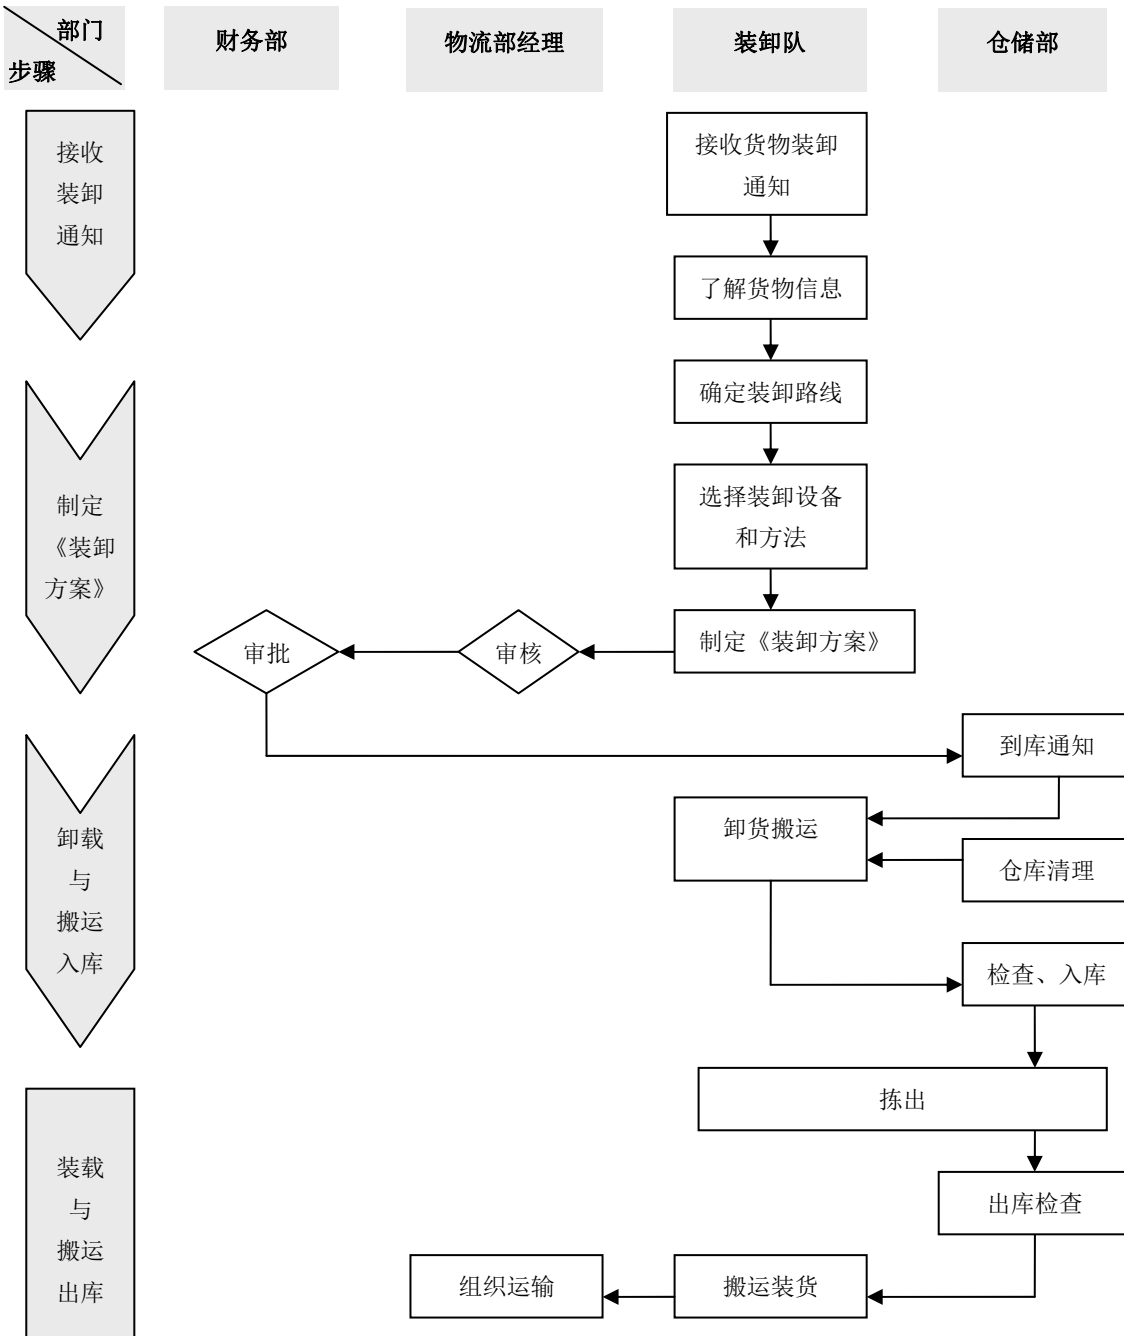 部门
步骤
财务部
物流部经理
装卸队
仓储部
接收
装卸
通知
接收货物装卸
通知
了解货物信息
确定装卸路线
制定
《装卸
方案》
选择装卸设备
和方法
审批
审核
制定《装卸方案》
卸载
与
搬运
入库
到库通知
卸货搬运
仓库清理
检查、入库
拣出
装载
与
搬运
出库
出库检查
组织运输
搬运装货